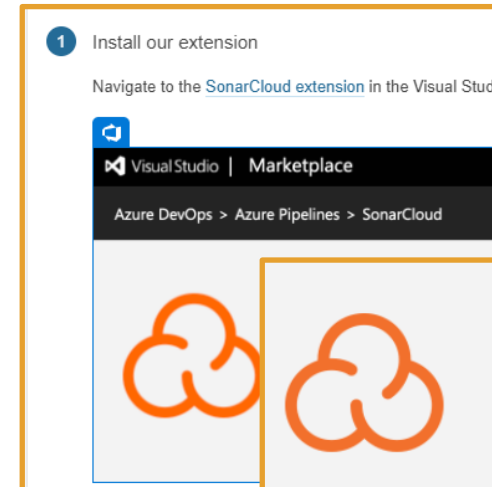 1 Install our extension
Navigate to the SonarCloud extension in the Visual
Visual Studio | Marketplace
Azure DevOps > Azure Pipelines > SonarCloud